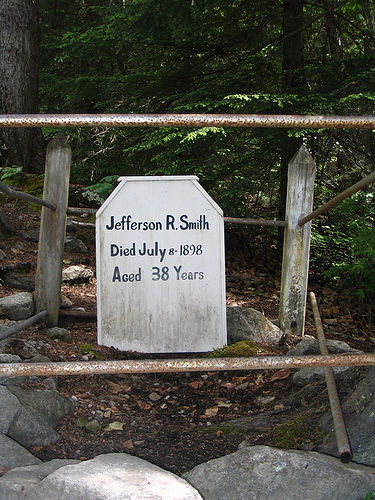 Jefferson R. Smith
Died July 8-1898
Aged 38 Years